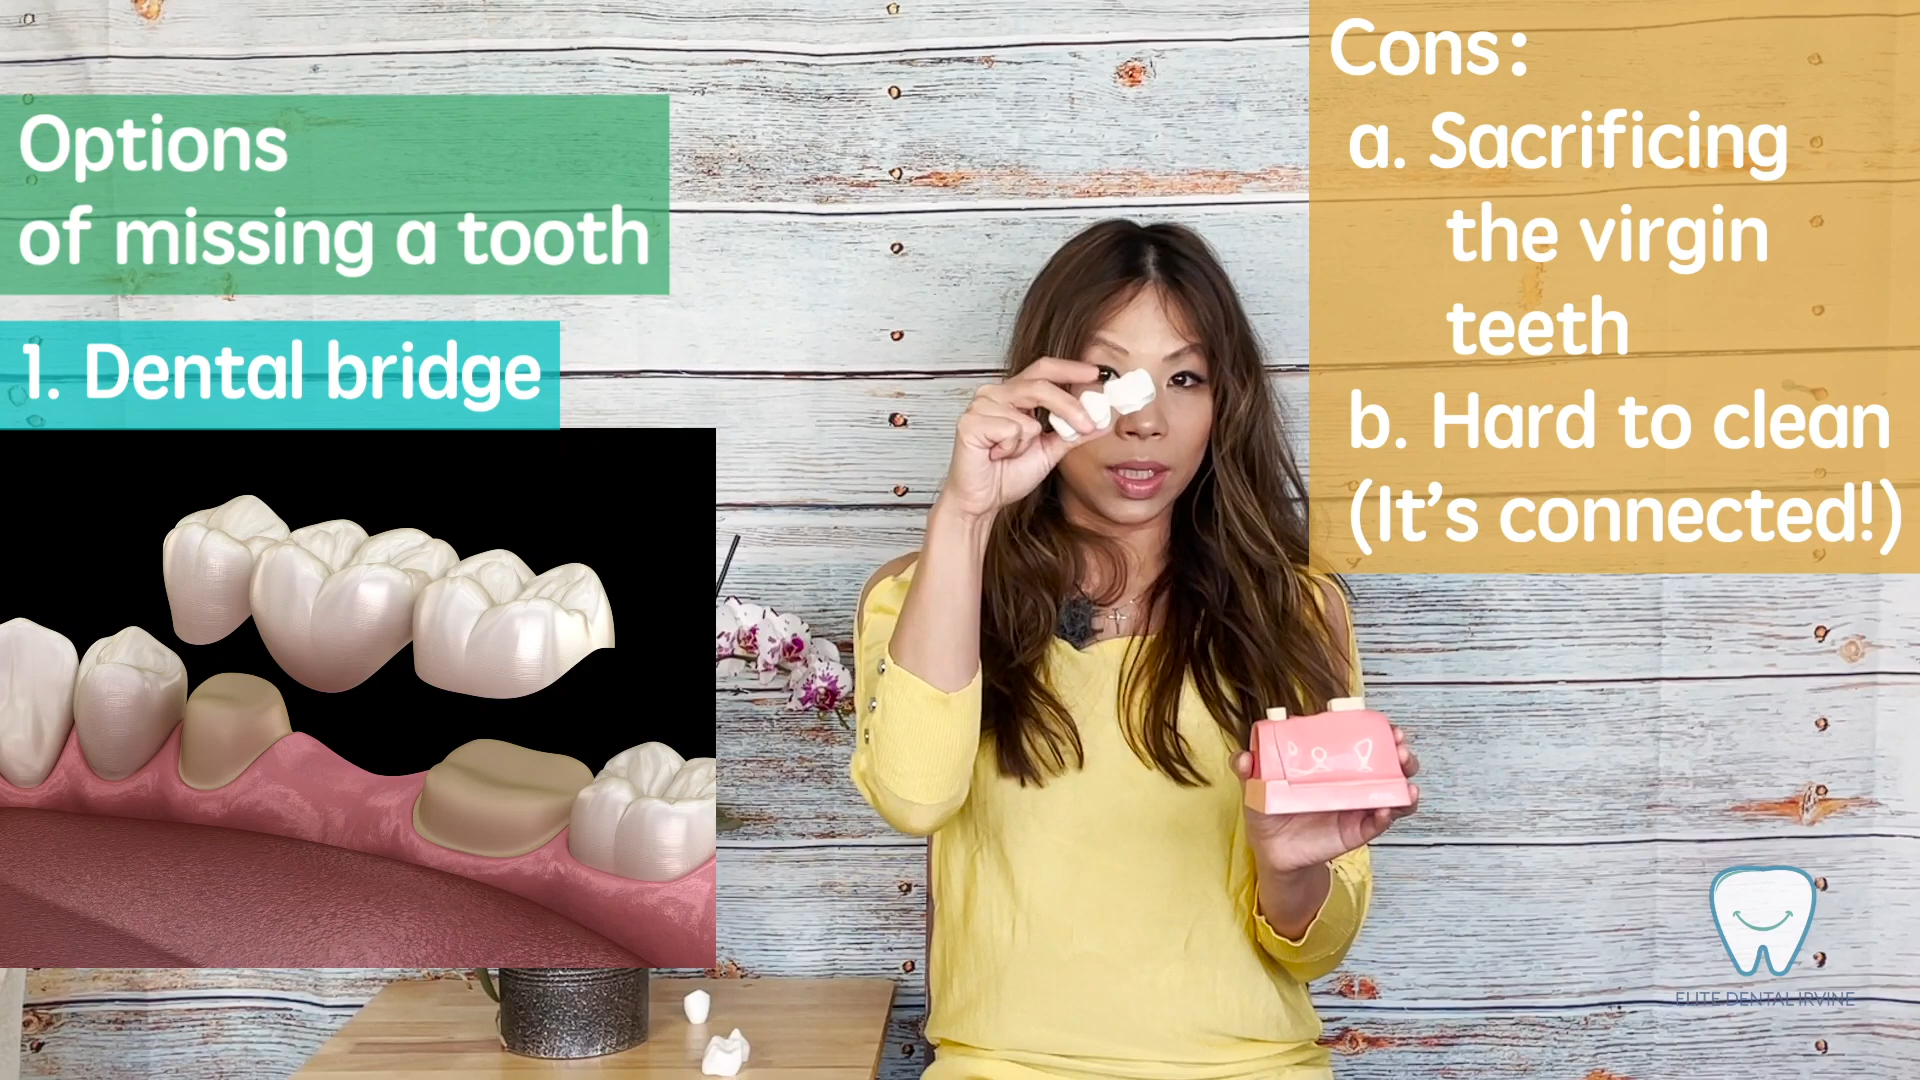 Options
of missing a tooth
1. Dental bridge
Cons:
a. Sacrificing
the virgin
teeth
b. Hard to clean
(It's connected!)
ELITE DENTAL IRVINE